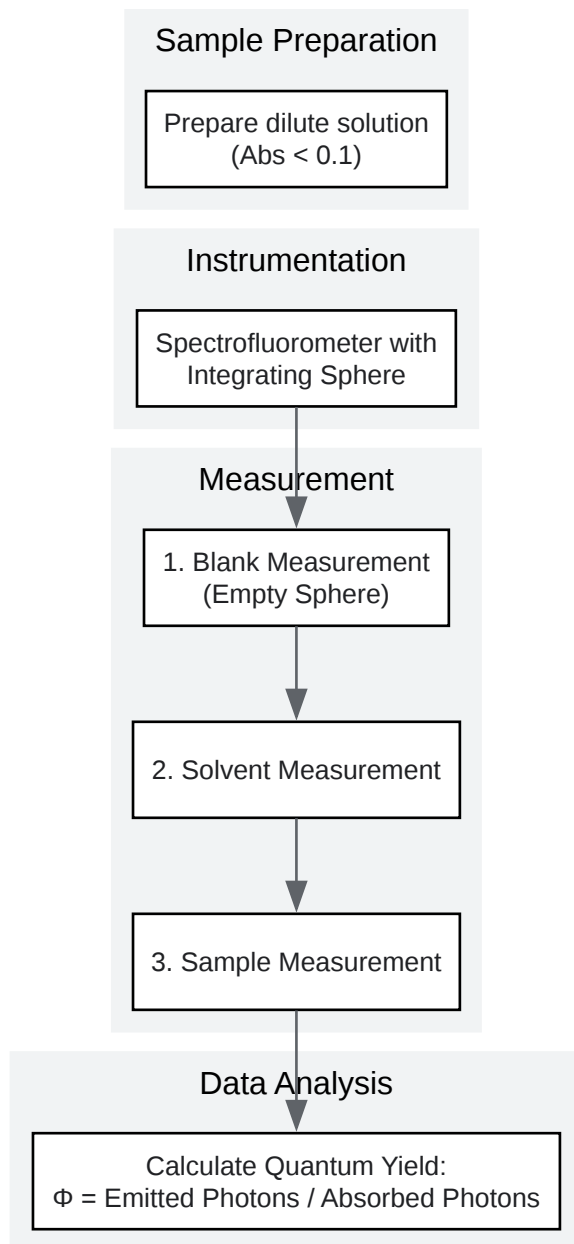 Sample Preparation
Prepare dilute solution
(Abs < 0.1)
Instrumentation
Spectrofluorometer with
Integrating Sphere
Measurement
1. Blank Measurement
(Empty Sphere)
2. Solvent Measurement
3. Sample Measurement
Data Analysis
Calculate Quantum Yield:
Φ = Emitted Photons / Absorbed Photons